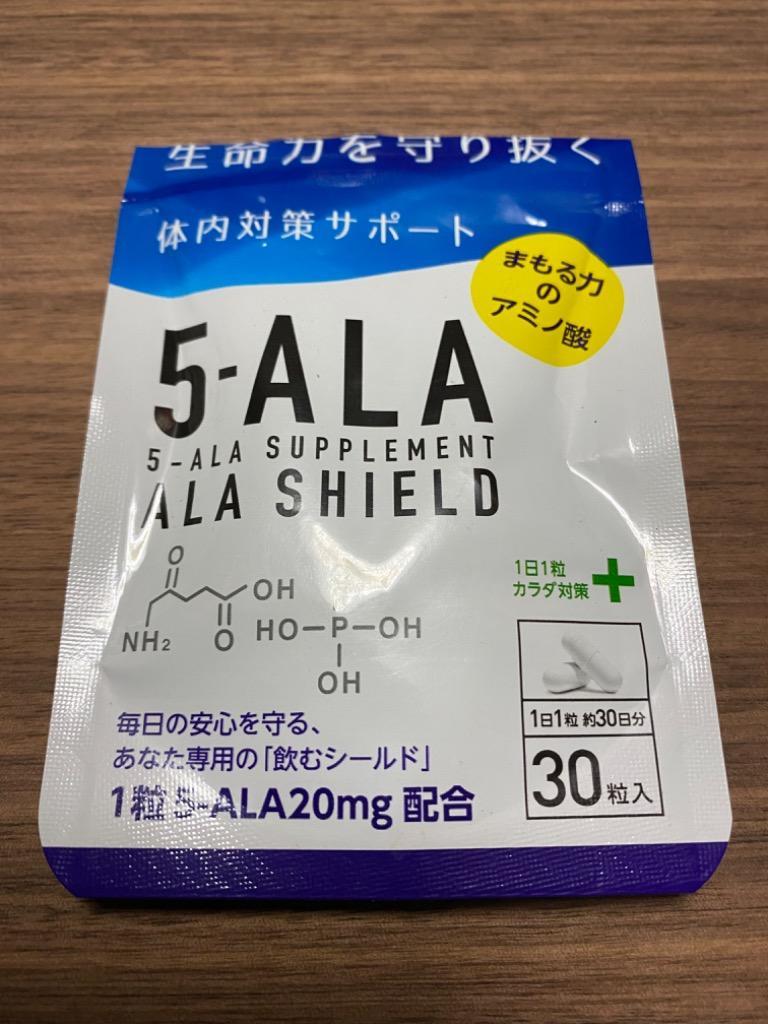 生命力を守り抜く
体内対策サポート
まもる力
の
アミノ酸
5-ALA
5-ALA SUPPLEMENT
ALA SHIELD
O
OH
NH2
O
HO-P-OH
OH
1日1粒
カラダ対策
1日1粒 約30日分
30粒入
毎日の安心を守る、
あなた専用の「飲むシールド」
1粒 5-ALA20mg 配合